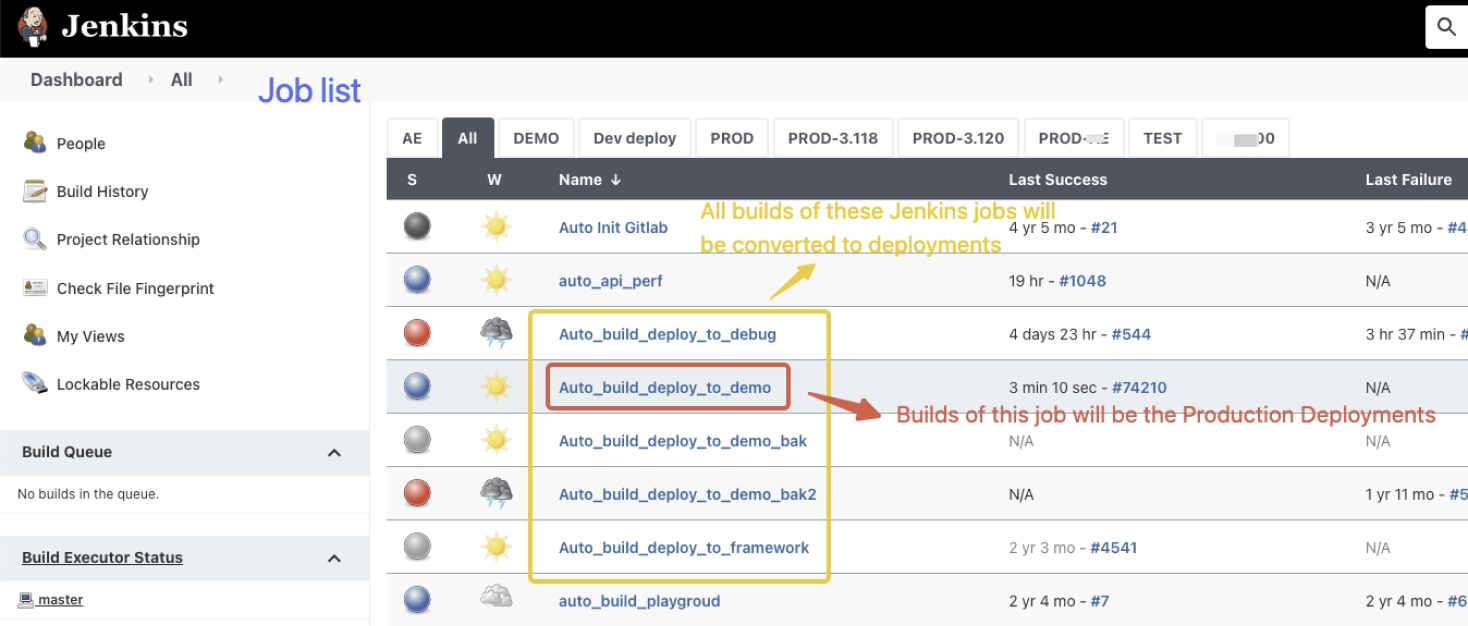 Jenkins
Dashboard All
Job list
People
Build History
Project Relationship
Check File Fingerprint
My Views
Lockable Resources
Build Queue
No builds in the queue.
Build Executor Status
master
AE All DEMO Dev deploy PROD PROD-3.118 PROD-3.120 PROD- TEST
S W Name ↓ Last Success Last Failure
All builds of these Jenkins jobs will
be converted to deployments
Auto Init Gitlab 4 yr 5 mo - #21 3 yr 5 mo - #4
auto_api_perf 19 hr - #1048 N/A
Auto_build_deploy_to_debug 4 days 23 hr - #544 3 hr 37 min - #
Auto_build_deploy_to_demo 3 min 10 sec - #74210 N/A
Builds of this job will be the Production Deployments
Auto_build_deploy_to_demo_bak N/A N/A
Auto_build_deploy_to_demo_bak2 N/A 1 yr 11 mo - #5
Auto_build_deploy_to_framework 2 yr 3 mo - #4541 N/A
auto_build_playgroud 2 yr 4 mo - #7 2 yr 4 mo - #6